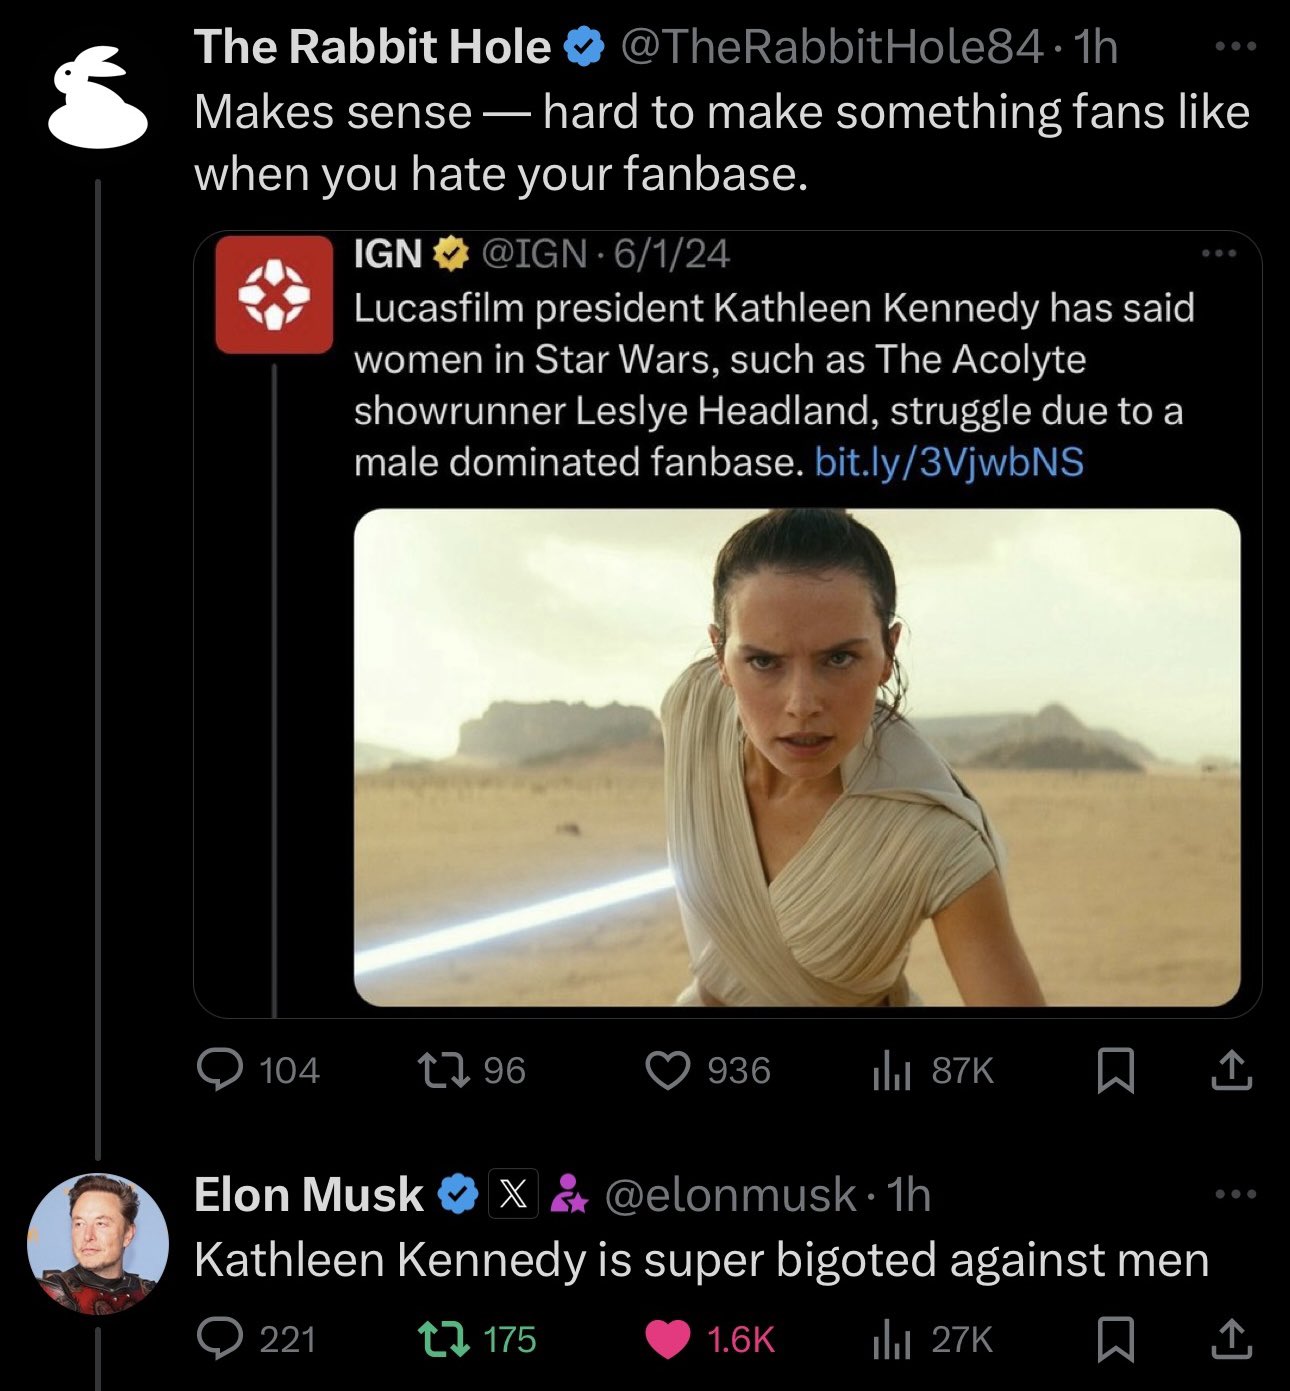 The Rabbit Hole @TheRabbitHole84 · 1h
Makes sense — hard to make something fans like
when you hate your fanbase.
IGN @IGN · 6/1/24
Lucasfilm president Kathleen Kennedy has said
women in Star Wars, such as The Acolyte
showrunner Leslye Headland, struggle due to a
male dominated fanbase. bit.ly/3VjwbNS
104 96 936 87K
Elon Musk X @elonmusk · 1h
Kathleen Kennedy is super bigoted against men
221 175 1.6K 27K